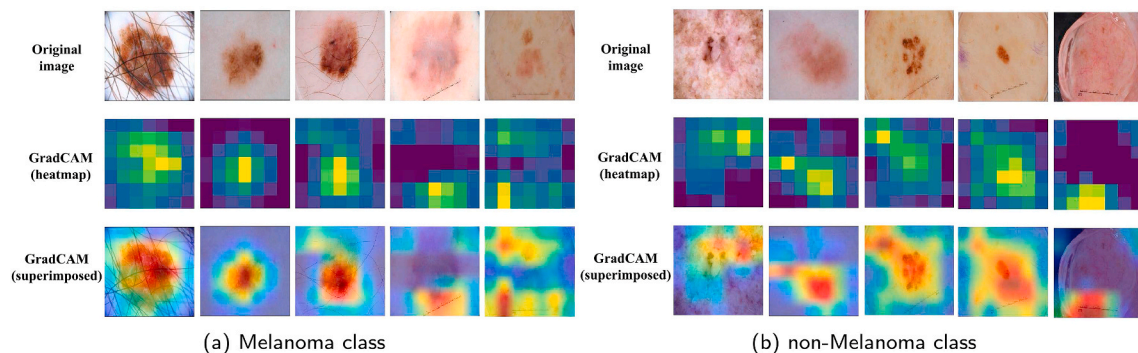 Original
image
GradCAM
(heatmap)
GradCAM
(superimposed)
(a) Melanoma class
Original
image
GradCAM
(heatmap)
GradCAM
(superimposed)
(b) non-Melanoma class